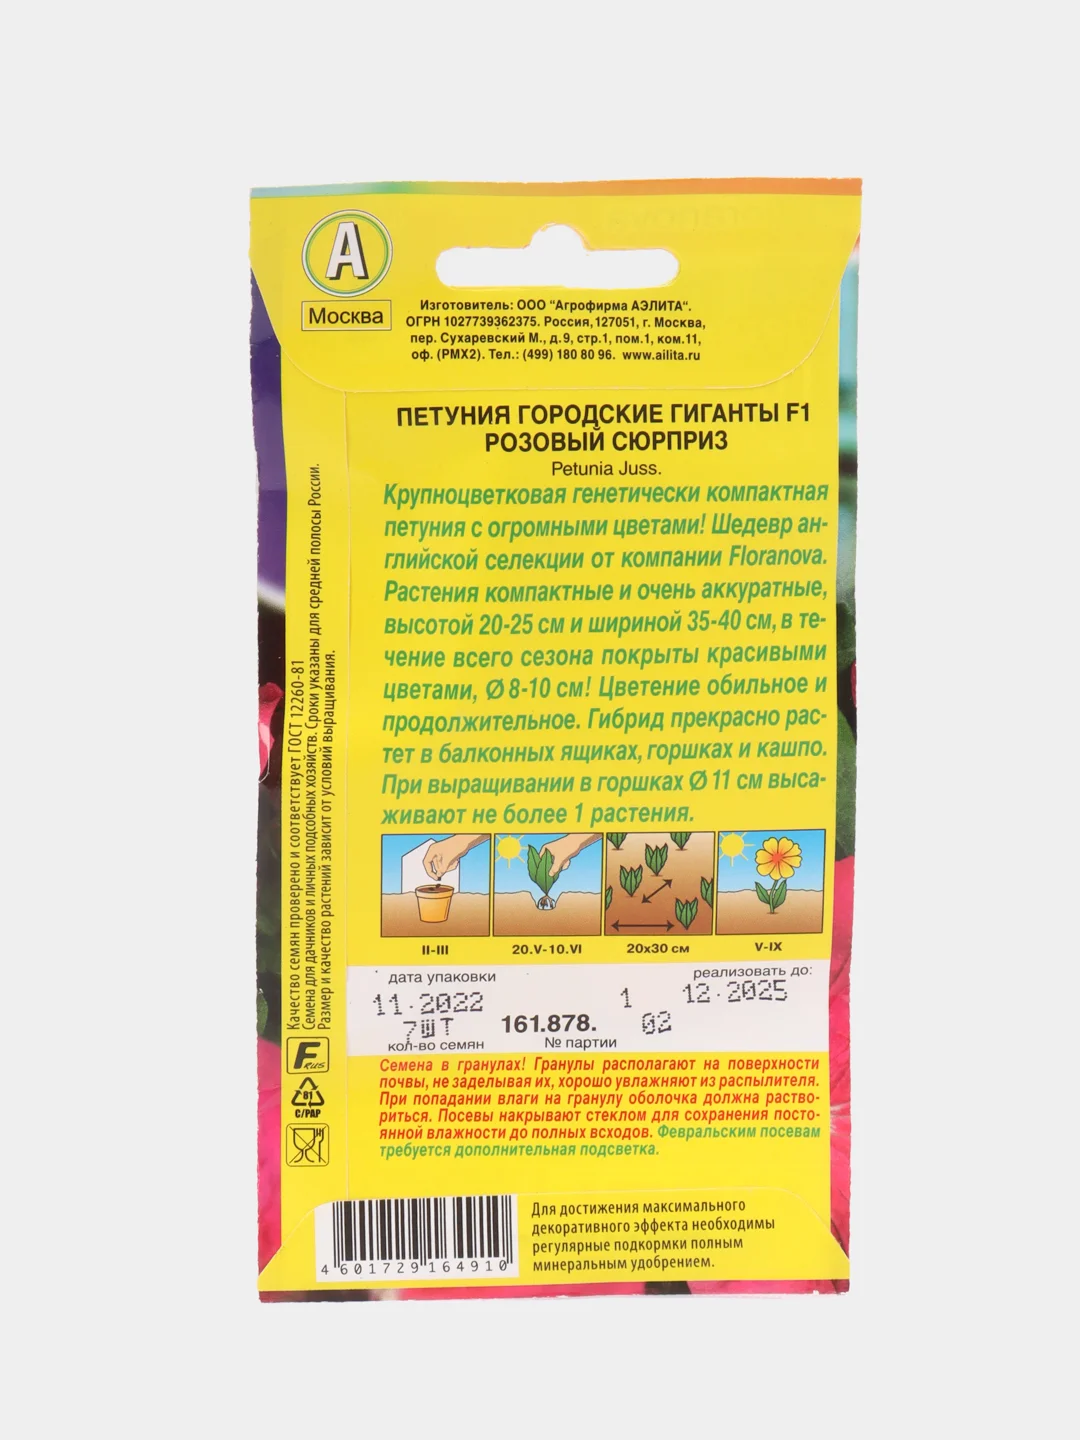 А
Москва
Изготовитель: ООО "Агрофирма АЭЛИТА".
ОГРН 1027739362375. Россия, 127051, г. Москва,
пер. Сухаревский М., д.9, стр.1, пом.1, ком.11,
оф. (РМХ2). Тел.: (499) 180 80 96. www.ailita.ru
ПЕТУНИЯ ГОРОДСКИЕ ГИГАНТЫ F1
РОЗОВЫЙ СЮРПРИЗ
Petunia Juss.
Крупноцветковая генетически компактная
петуния с огромными цветами! Шедевр ан-
глийской селекции от компании Floranova.
Растения компактные и очень аккуратные,
высотой 20-25 см и шириной 35-40 см, в те-
чение всего сезона покрыты красивыми
цветами, Ø 8-10 см! Цветение обильное и
продолжительное. Гибрид прекрасно рас-
тет в балконных ящиках, горшках и кашпо.
При выращивании в горшках Ø 11 см выса-
живают не более 1 растения.
II-III
20.V-10.VI
20х30 см
V-IX
дата упаковки
реализовать до:
11.2022
1
12.2025
7шт
161.878.
02
кол-во семян
№ партии
Семена в гранулах! Гранулы располагают на поверхности
почвы, не заделывая их, хорошо увлажняют из распылителя.
При попадании влаги на гранулу оболочка должна раство-
риться. Посевы накрывают стеклом для сохранения посто-
янной влажности до полных всходов. Февральским посевам
требуется дополнительная подсветка.
Качество семян проверено и соответствует ГОСТ 12260-81
Семена для дачников и личных подсобных хозяйств. Сроки указаны для средней полосы России.
Размер и качество растений зависит от условий выращивания.
F RUS
81
C/PAP
4 601729 164910
Для достижения максимального
декоративного эффекта необходимы
регулярные подкормки полным
минеральным удобрением.